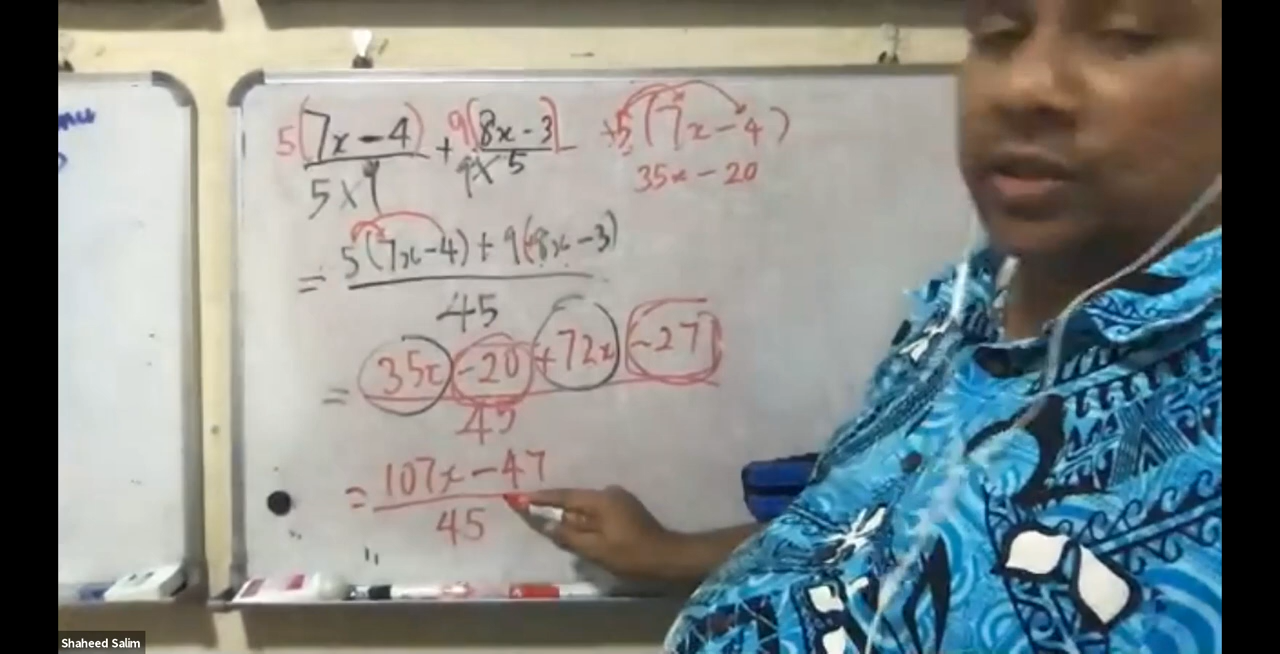 5(7x-4)/5×9 + 9(8x-3)/9×5
+5(7x-4)
35x-20
= 5(7x-4)+9(8x-3)/45
= 35x-20+72x-27/45
= 107x-47/45
Shaheed Salim